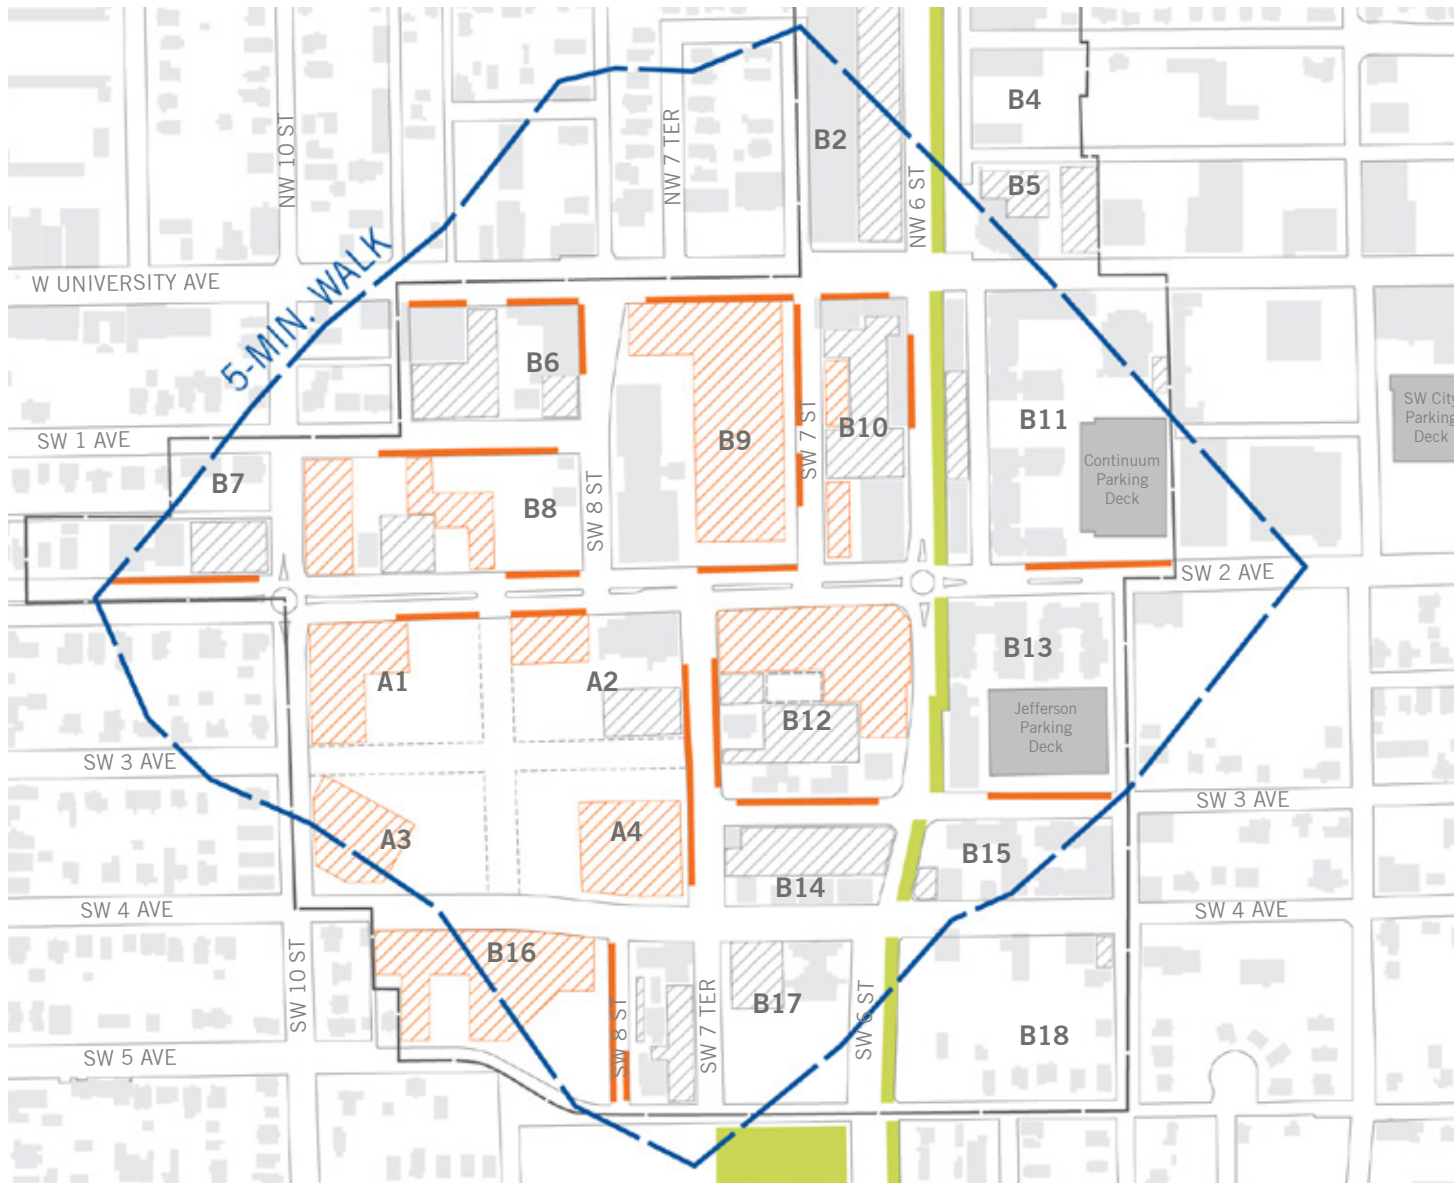 B4
B2
NW 10 ST
NW 7 TER
B5
NW 6 ST
5-MIN. WALK
W UNIVERSITY AVE
B6
SW City
Parking
Deck
B11
B10
B9
SW 7 ST
SW 1 AVE
Continuum
Parking
Deck
B7
B8
SW 8 ST
SW 2 AVE
B13
A1
A2
B12
Jefferson
Parking
Deck
SW 3 AVE
SW 3 AVE
A3
A4
B15
B14
SW 4 AVE
SW 4 AVE
B16
SW 10 ST
B17
SW 8 ST
SW 7 TER
SW 6 ST
B18
SW 5 AVE